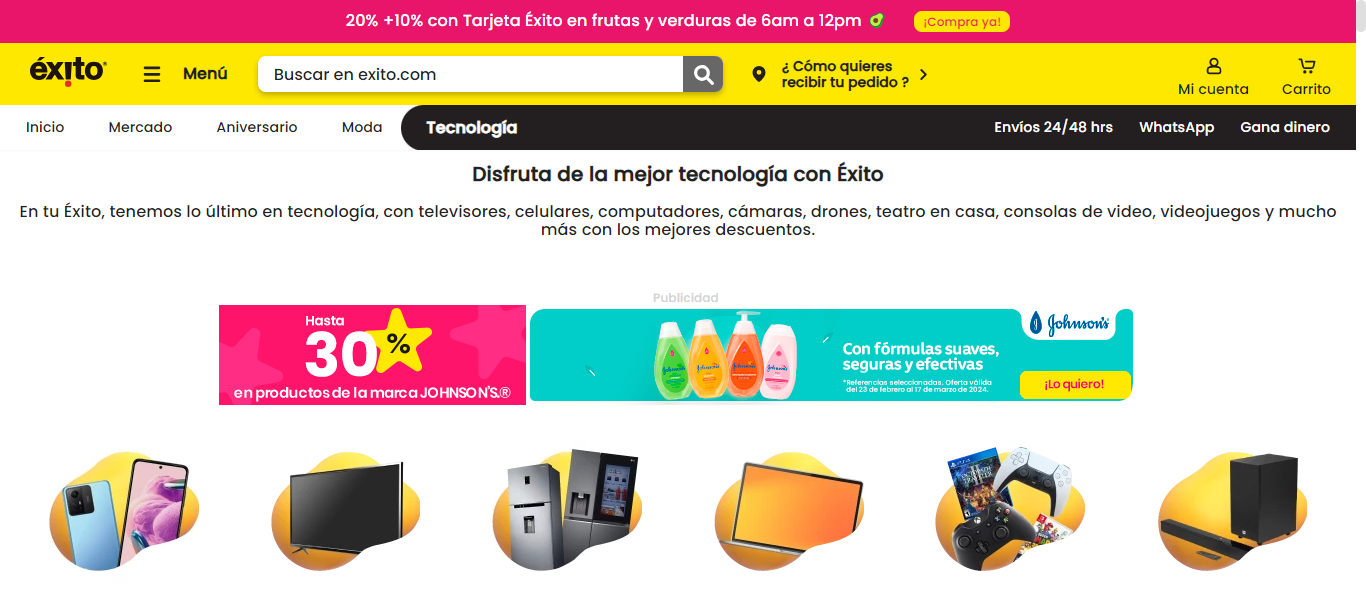 20% +10% con Tarjeta Éxito en frutas y verduras de 6am a 12pm
¡Compra ya!
éxito
Menú
Buscar en exito.com
¿ Cómo quieres
recibir tu pedido ?
Mi cuenta
Carrito
Inicio
Mercado
Aniversario
Moda
Tecnología
Envíos 24/48 hrs
WhatsApp
Gana dinero
Disfruta de la mejor tecnología con Éxito
En tu Éxito, tenemos lo último en tecnología, con televisores, celulares, computadores, cámaras, drones, teatro en casa, consolas de video, videojuegos y mucho
más con los mejores descuentos.
Publicidad
Hasta
30%
en productos de la marca JOHNSON'S.®
Johnson's®
Con fórmulas suaves,
seguras y efectivas
*Referencias seleccionadas. Oferta válida
del 23 de febrero al 17 de marzo de 2024.
¡Lo quiero!